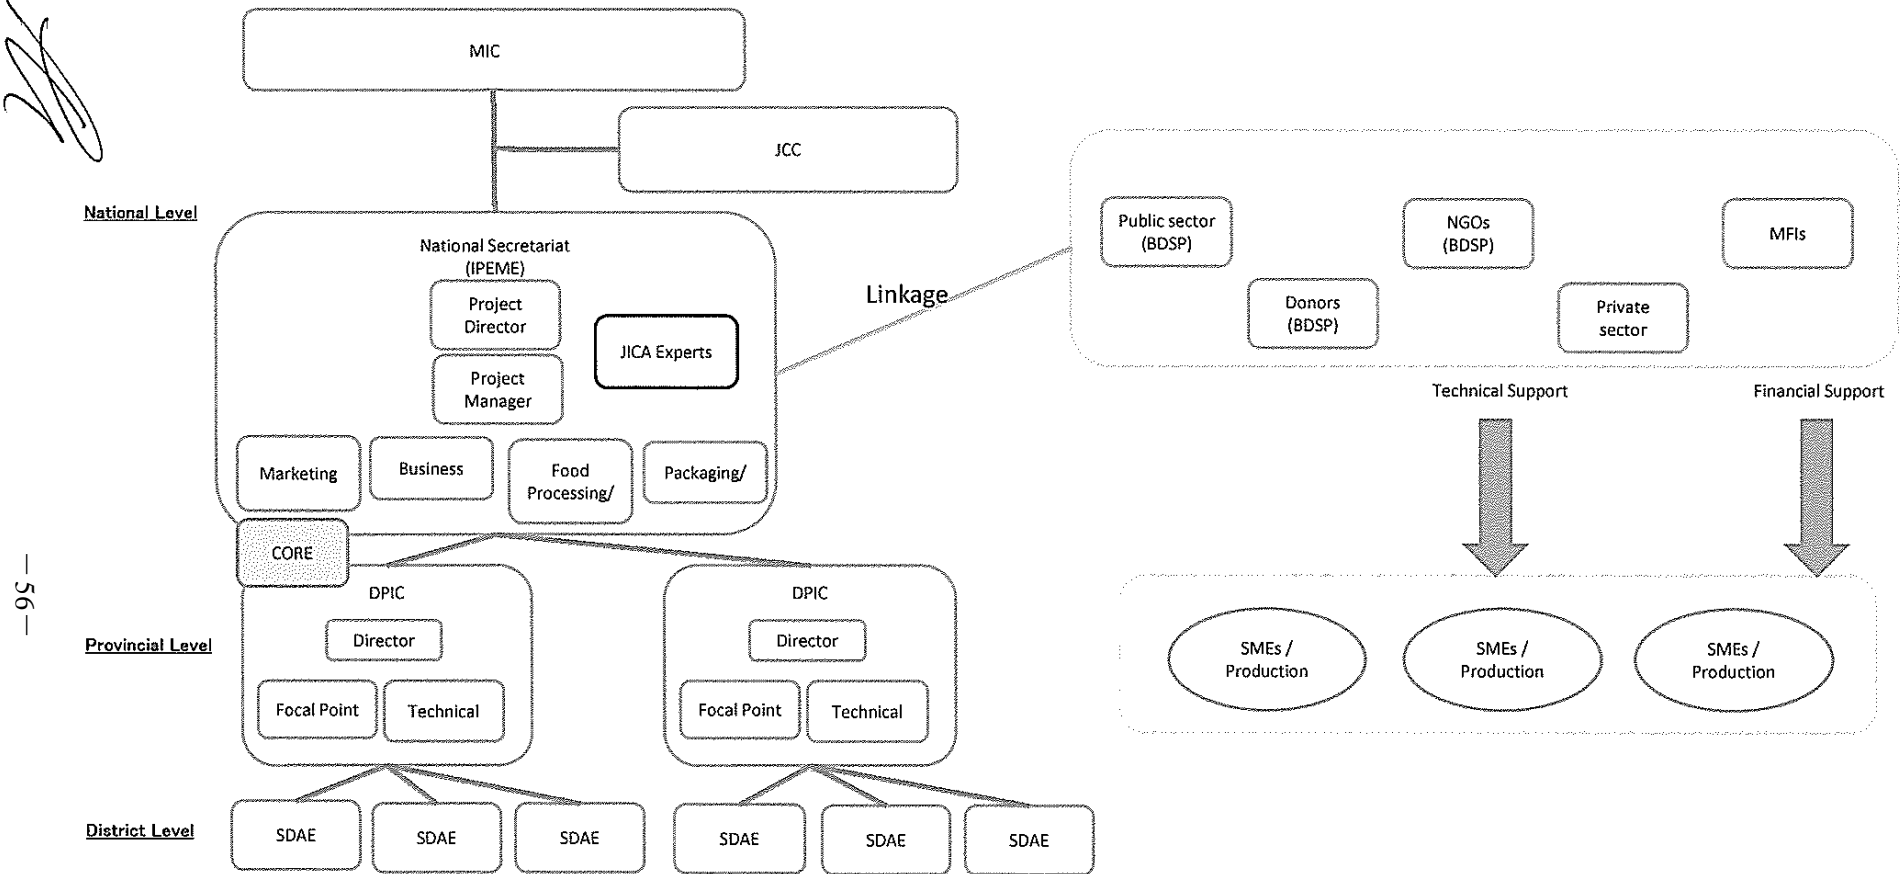 MIC
JCC
National Level
National Secretariat
(IPEME)
Project
Director
JICA Experts
Project
Manager
Marketing
Business
Food
Processing/
Packaging/
CORE
Linkage
Public sector
(BDSP)
NGOs
(BDSP)
MFIs
Donors
(BDSP)
Private
sector
Technical Support
Financial Support
Provincial Level
DPIC
Director
Focal Point
Technical
DPIC
Director
Focal Point
Technical
SMEs /
Production
SMEs /
Production
SMEs /
Production
District Level
SDAE
SDAE
SDAE
SDAE
SDAE
SDAE
— 56 —